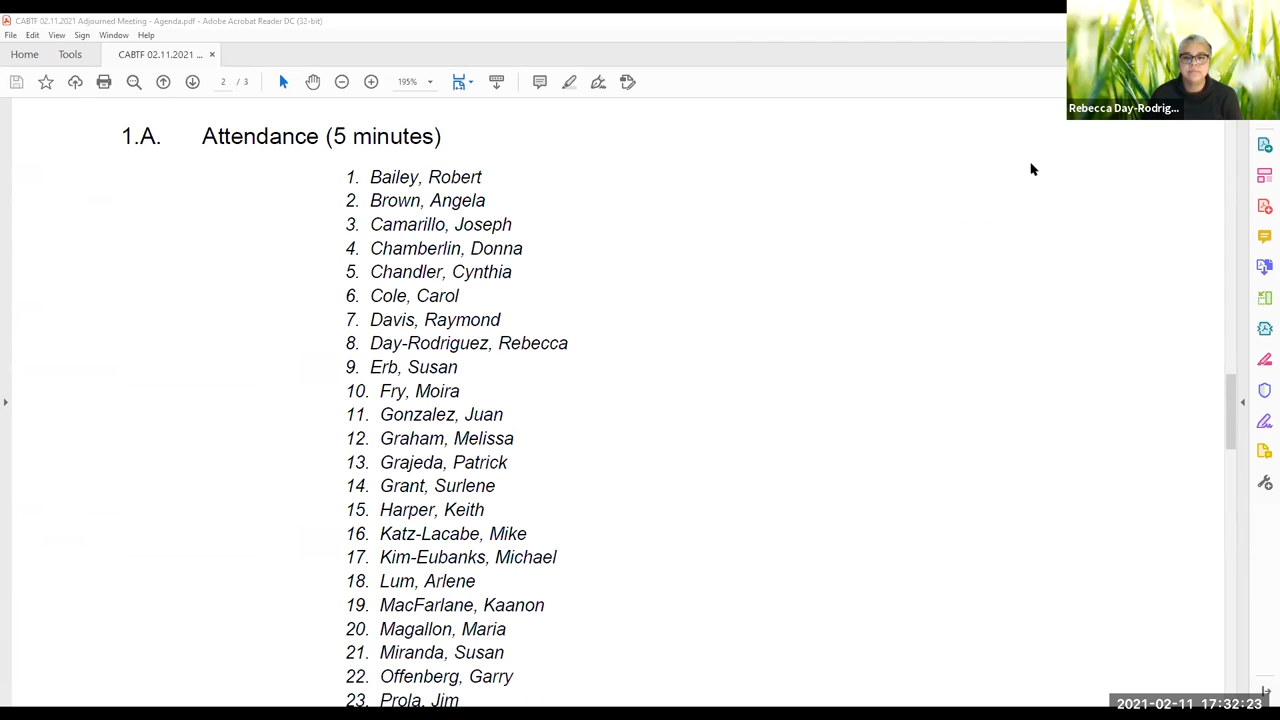 CABTF 02.11.2021 Adjourned Meeting - Agenda.pdf - Adobe Acrobat Reader DC (32-bit)
File Edit View Sign Window Help
Home Tools CABTF 02.11.2021 ... ×
2 / 3 195%
Rebecca Day-Rodrig...
1.A. Attendance (5 minutes)
1. Bailey, Robert
2. Brown, Angela
3. Camarillo, Joseph
4. Chamberlin, Donna
5. Chandler, Cynthia
6. Cole, Carol
7. Davis, Raymond
8. Day-Rodriguez, Rebecca
9. Erb, Susan
10. Fry, Moira
11. Gonzalez, Juan
12. Graham, Melissa
13. Grajeda, Patrick
14. Grant, Surlene
15. Harper, Keith
16. Katz-Lacabe, Mike
17. Kim-Eubanks, Michael
18. Lum, Arlene
19. MacFarlane, Kaanon
20. Magallon, Maria
21. Miranda, Susan
22. Offenberg, Garry
23. Prola, Jim
2021-02-11 17:32:23